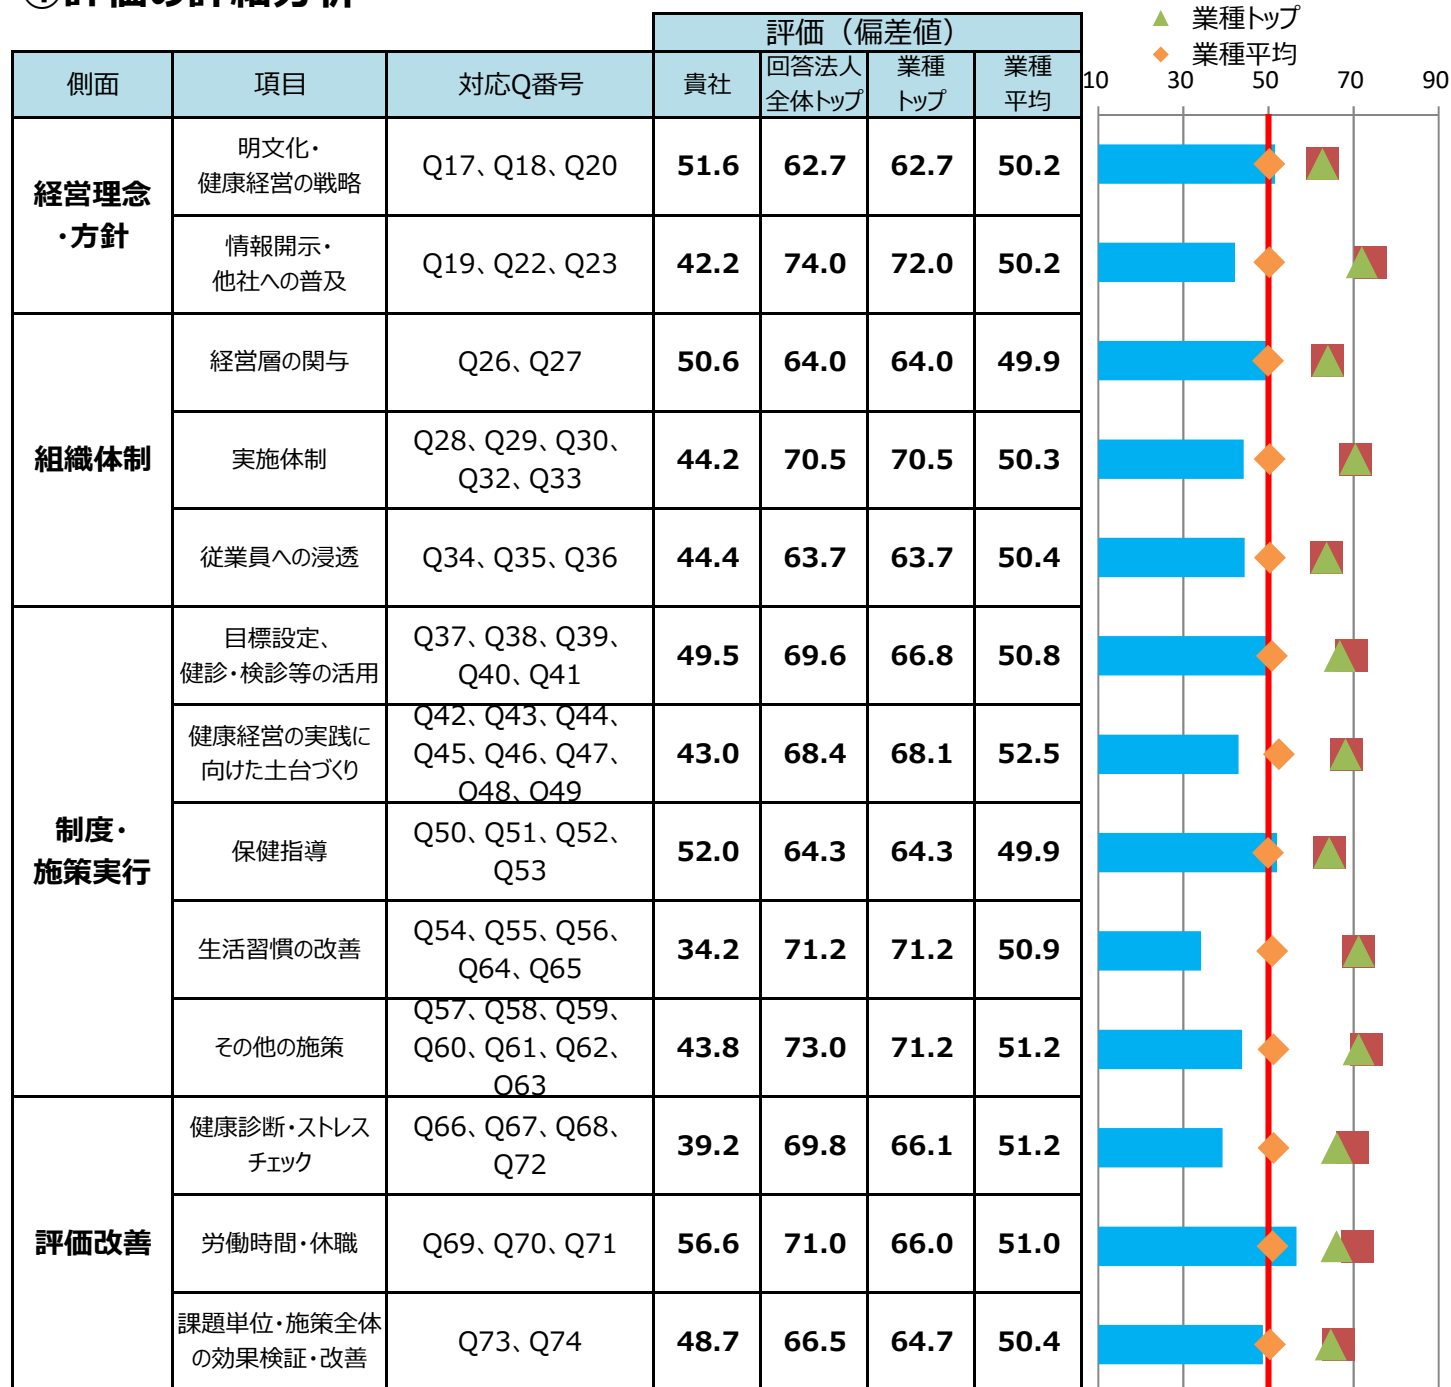 ①評価の詳細分析
▲ 業種トップ
◆ 業種平均
評価（偏差値）
側面 項目 対応Q番号 貴社 回答法人 業種 業種
全体トップ トップ 平均
10 30 50 70 90
経営理念
・方針
明文化・
健康経営の戦略
Q17、Q18、Q20 51.6 62.7 62.7 50.2
情報開示・
他社への普及
Q19、Q22、Q23 42.2 74.0 72.0 50.2
組織体制
経営層の関与 Q26、Q27 50.6 64.0 64.0 49.9
実施体制
Q28、Q29、Q30、
Q32、Q33
44.2 70.5 70.5 50.3
従業員への浸透 Q34、Q35、Q36 44.4 63.7 63.7 50.4
制度・
施策実行
目標設定、
健診・検診等の活用
Q37、Q38、Q39、
Q40、Q41
49.5 69.6 66.8 50.8
健康経営の実践に
向けた土台づくり
Q42、Q43、Q44、
Q45、Q46、Q47、
Q48、Q49
43.0 68.4 68.1 52.5
保健指導
Q50、Q51、Q52、
Q53
52.0 64.3 64.3 49.9
生活習慣の改善
Q54、Q55、Q56、
Q64、Q65
34.2 71.2 71.2 50.9
その他の施策
Q57、Q58、Q59、
Q60、Q61、Q62、
Q63
43.8 73.0 71.2 51.2
評価改善
健康診断・ストレス
チェック
Q66、Q67、Q68、
Q72
39.2 69.8 66.1 51.2
労働時間・休職 Q69、Q70、Q71 56.6 71.0 66.0 51.0
課題単位・施策全体
の効果検証・改善
Q73、Q74 48.7 66.5 64.7 50.4